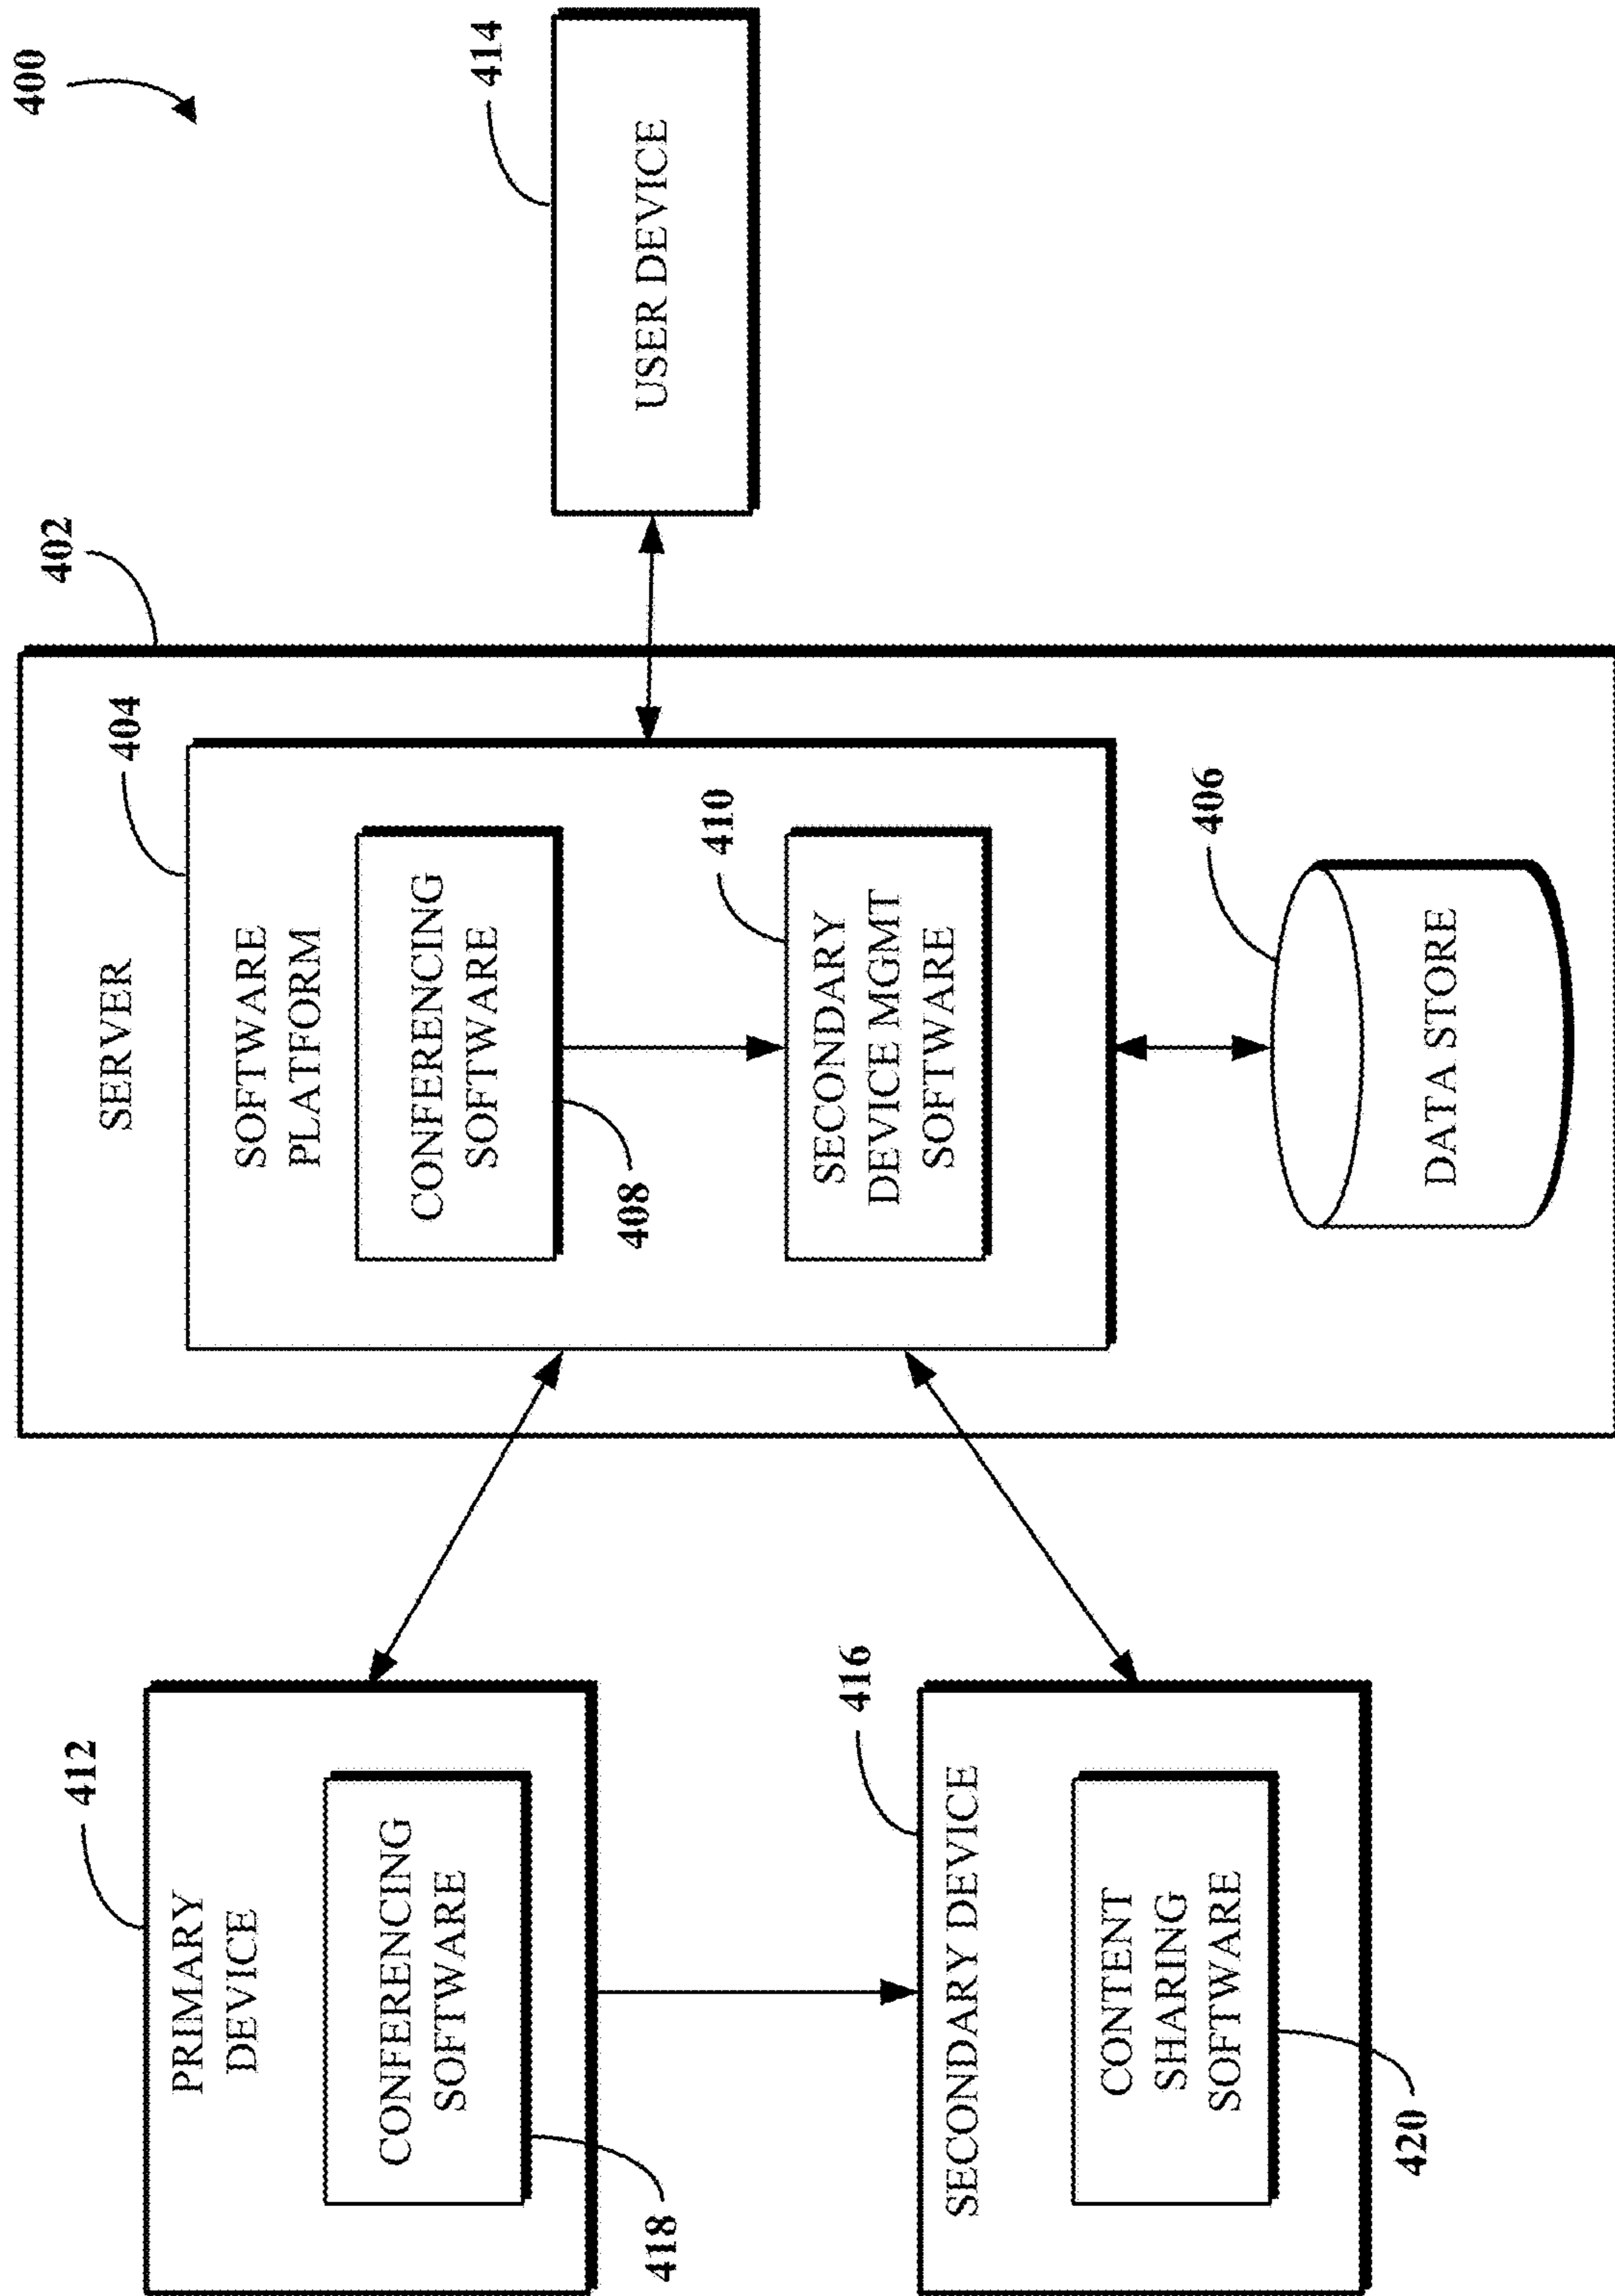 400
402
SERVER
404
SOFTWARE
PLATFORM
412
PRIMARY
DEVICE
CONFERENCING
SOFTWARE
418
CONFERENCING
SOFTWARE
408
414
USER DEVICE
410
SECONDARY
DEVICE MGMT
SOFTWARE
416
SECONDARY DEVICE
CONTENT
SHARING
SOFTWARE
420
406
DATA STORE